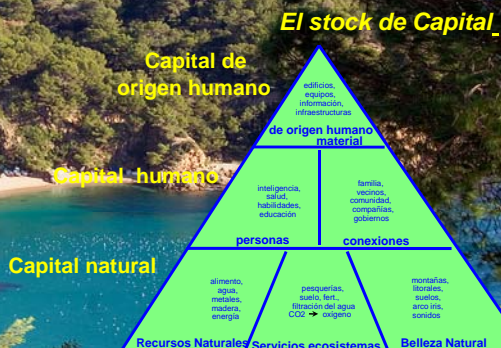 El stock de Capital
Capital de
origen humano
edificios,
equipos,
información,
infraestructuras
de origen humano
material
Capital humano
inteligencia,
salud,
habilidades,
educación
personas
familia,
vecinos,
comunidad,
compañías,
gobiernos
conexiones
Capital natural
alimento,
agua,
metales,
madera,
energía
Recursos Naturales
pesquerías,
suelo, fert.,
filtración del agua
CO2 → oxígeno
Servicios ecosistemas
montañas,
litorales,
suelos,
arco iris,
sonidos
Belleza Natural